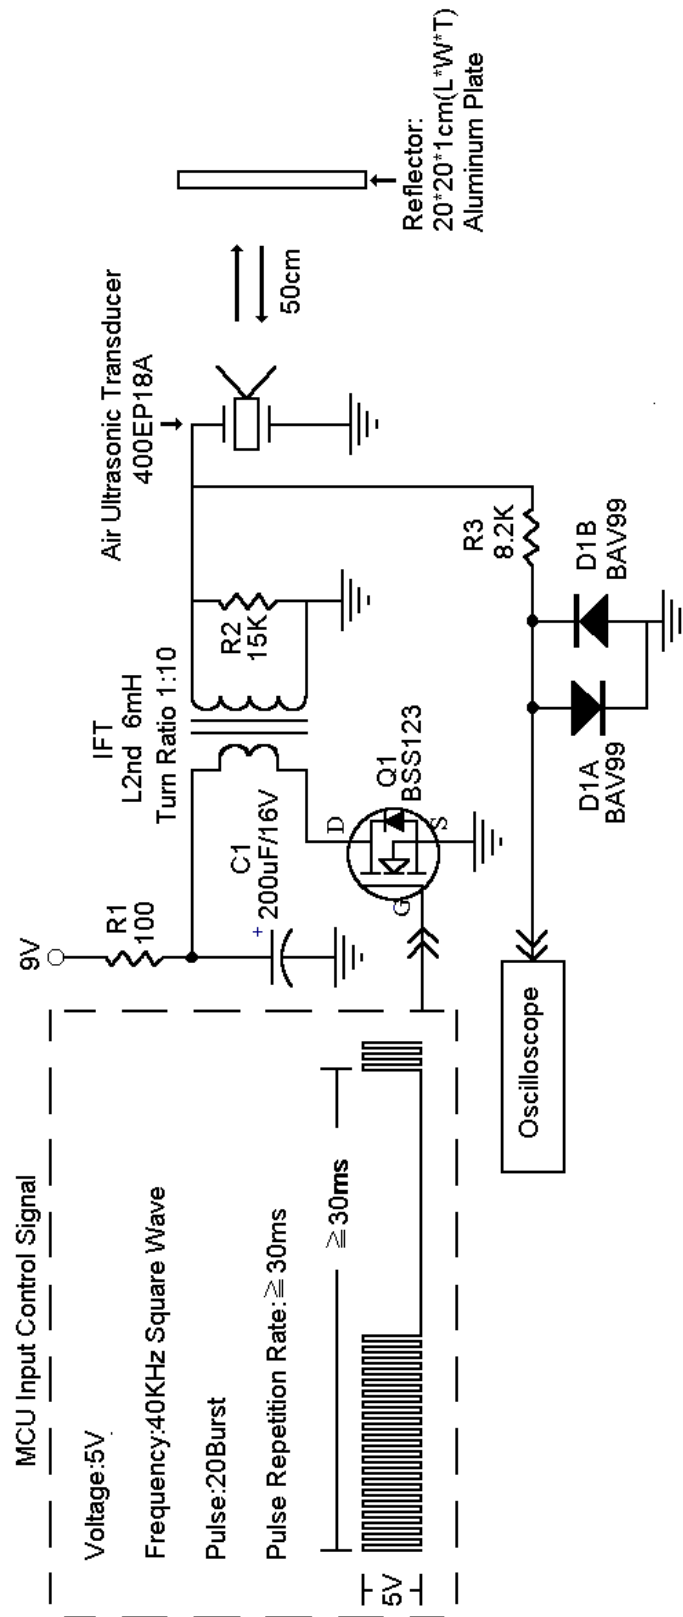 MCU Input Control Signal
Voltage:5V
Frequency:40KHz Square Wave
Pulse:20Burst
Pulse Repetition Rate:≧30ms
≧30ms
5V
9V
R1
100
C1
+
200uF/16V
IFT
L2nd 6mH
Turn Ratio 1:10
R2
15K
Q1
BSS123
D
G
S
Air Ultrasonic Transducer
400EP18A
50cm
Reflector:
20*20*1cm(L*W*T)
Aluminum Plate
R3
8.2K
D1A
BAV99
D1B
BAV99
Oscilloscope